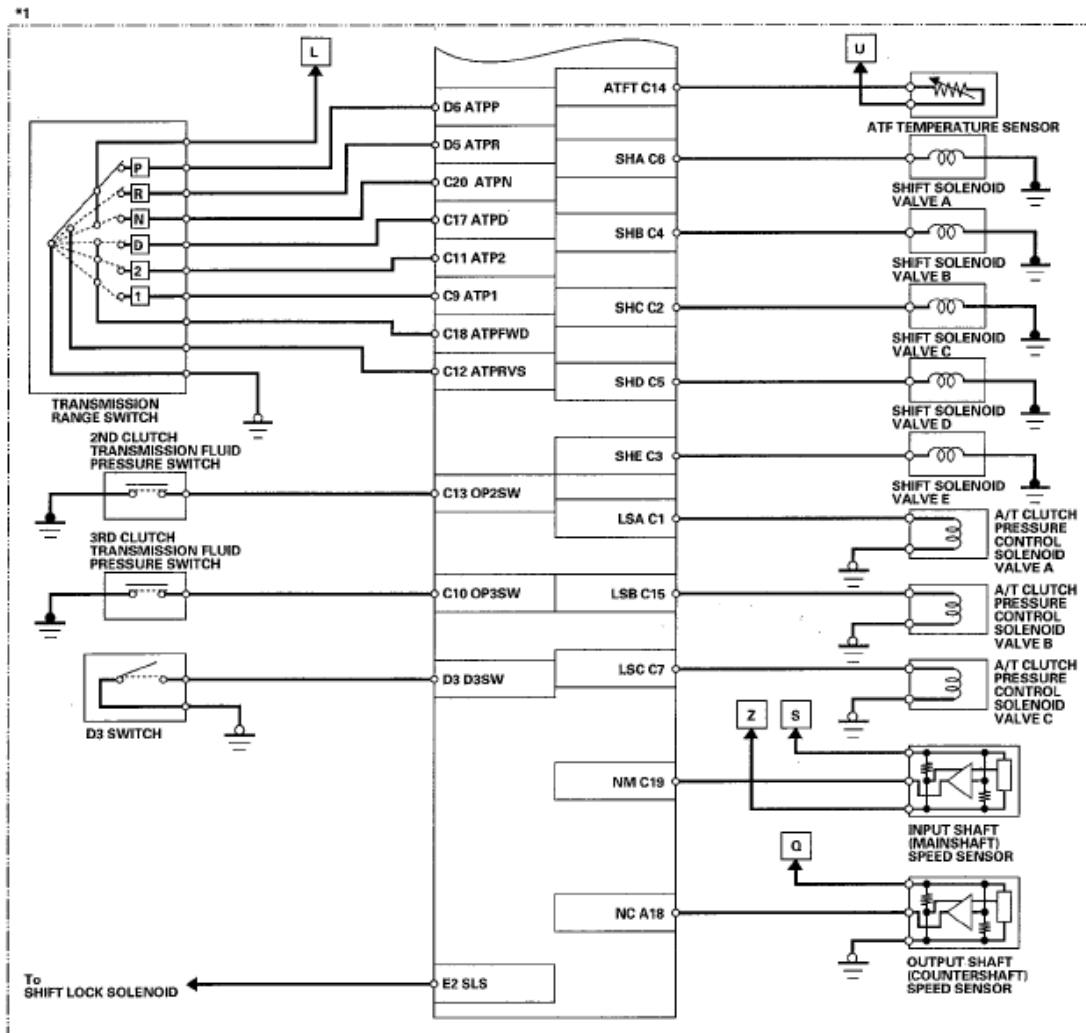 *1
L
D6 ATPP
D5 ATPR
C20 ATPN
C17 ATPD
C11 ATP2
C9 ATP1
C18 ATPFWD
C12 ATPRVS
P
R
N
D
2
1
TRANSMISSION
RANGE SWITCH
2ND CLUTCH
TRANSMISSION FLUID
PRESSURE SWITCH
C13 OP2SW
3RD CLUTCH
TRANSMISSION FLUID
PRESSURE SWITCH
C10 OP3SW
D3 D3SW
D3 SWITCH
To
SHIFT LOCK SOLENOID
E2 SLS
U
ATFT C14
ATF TEMPERATURE SENSOR
SHA C6
SHIFT SOLENOID
VALVE A
SHB C4
SHIFT SOLENOID
VALVE B
SHC C2
SHIFT SOLENOID
VALVE C
SHD C5
SHIFT SOLENOID
VALVE D
SHE C3
SHIFT SOLENOID
VALVE E
LSA C1
A/T CLUTCH
PRESSURE
CONTROL
SOLENOID
VALVE A
LSB C15
A/T CLUTCH
PRESSURE
CONTROL
SOLENOID
VALVE B
LSC C7
A/T CLUTCH
PRESSURE
CONTROL
SOLENOID
VALVE C
Z
S
NM C19
INPUT SHAFT
(MAINSHAFT)
SPEED SENSOR
Q
NC A18
OUTPUT SHAFT
(COUNTERSHAFT)
SPEED SENSOR